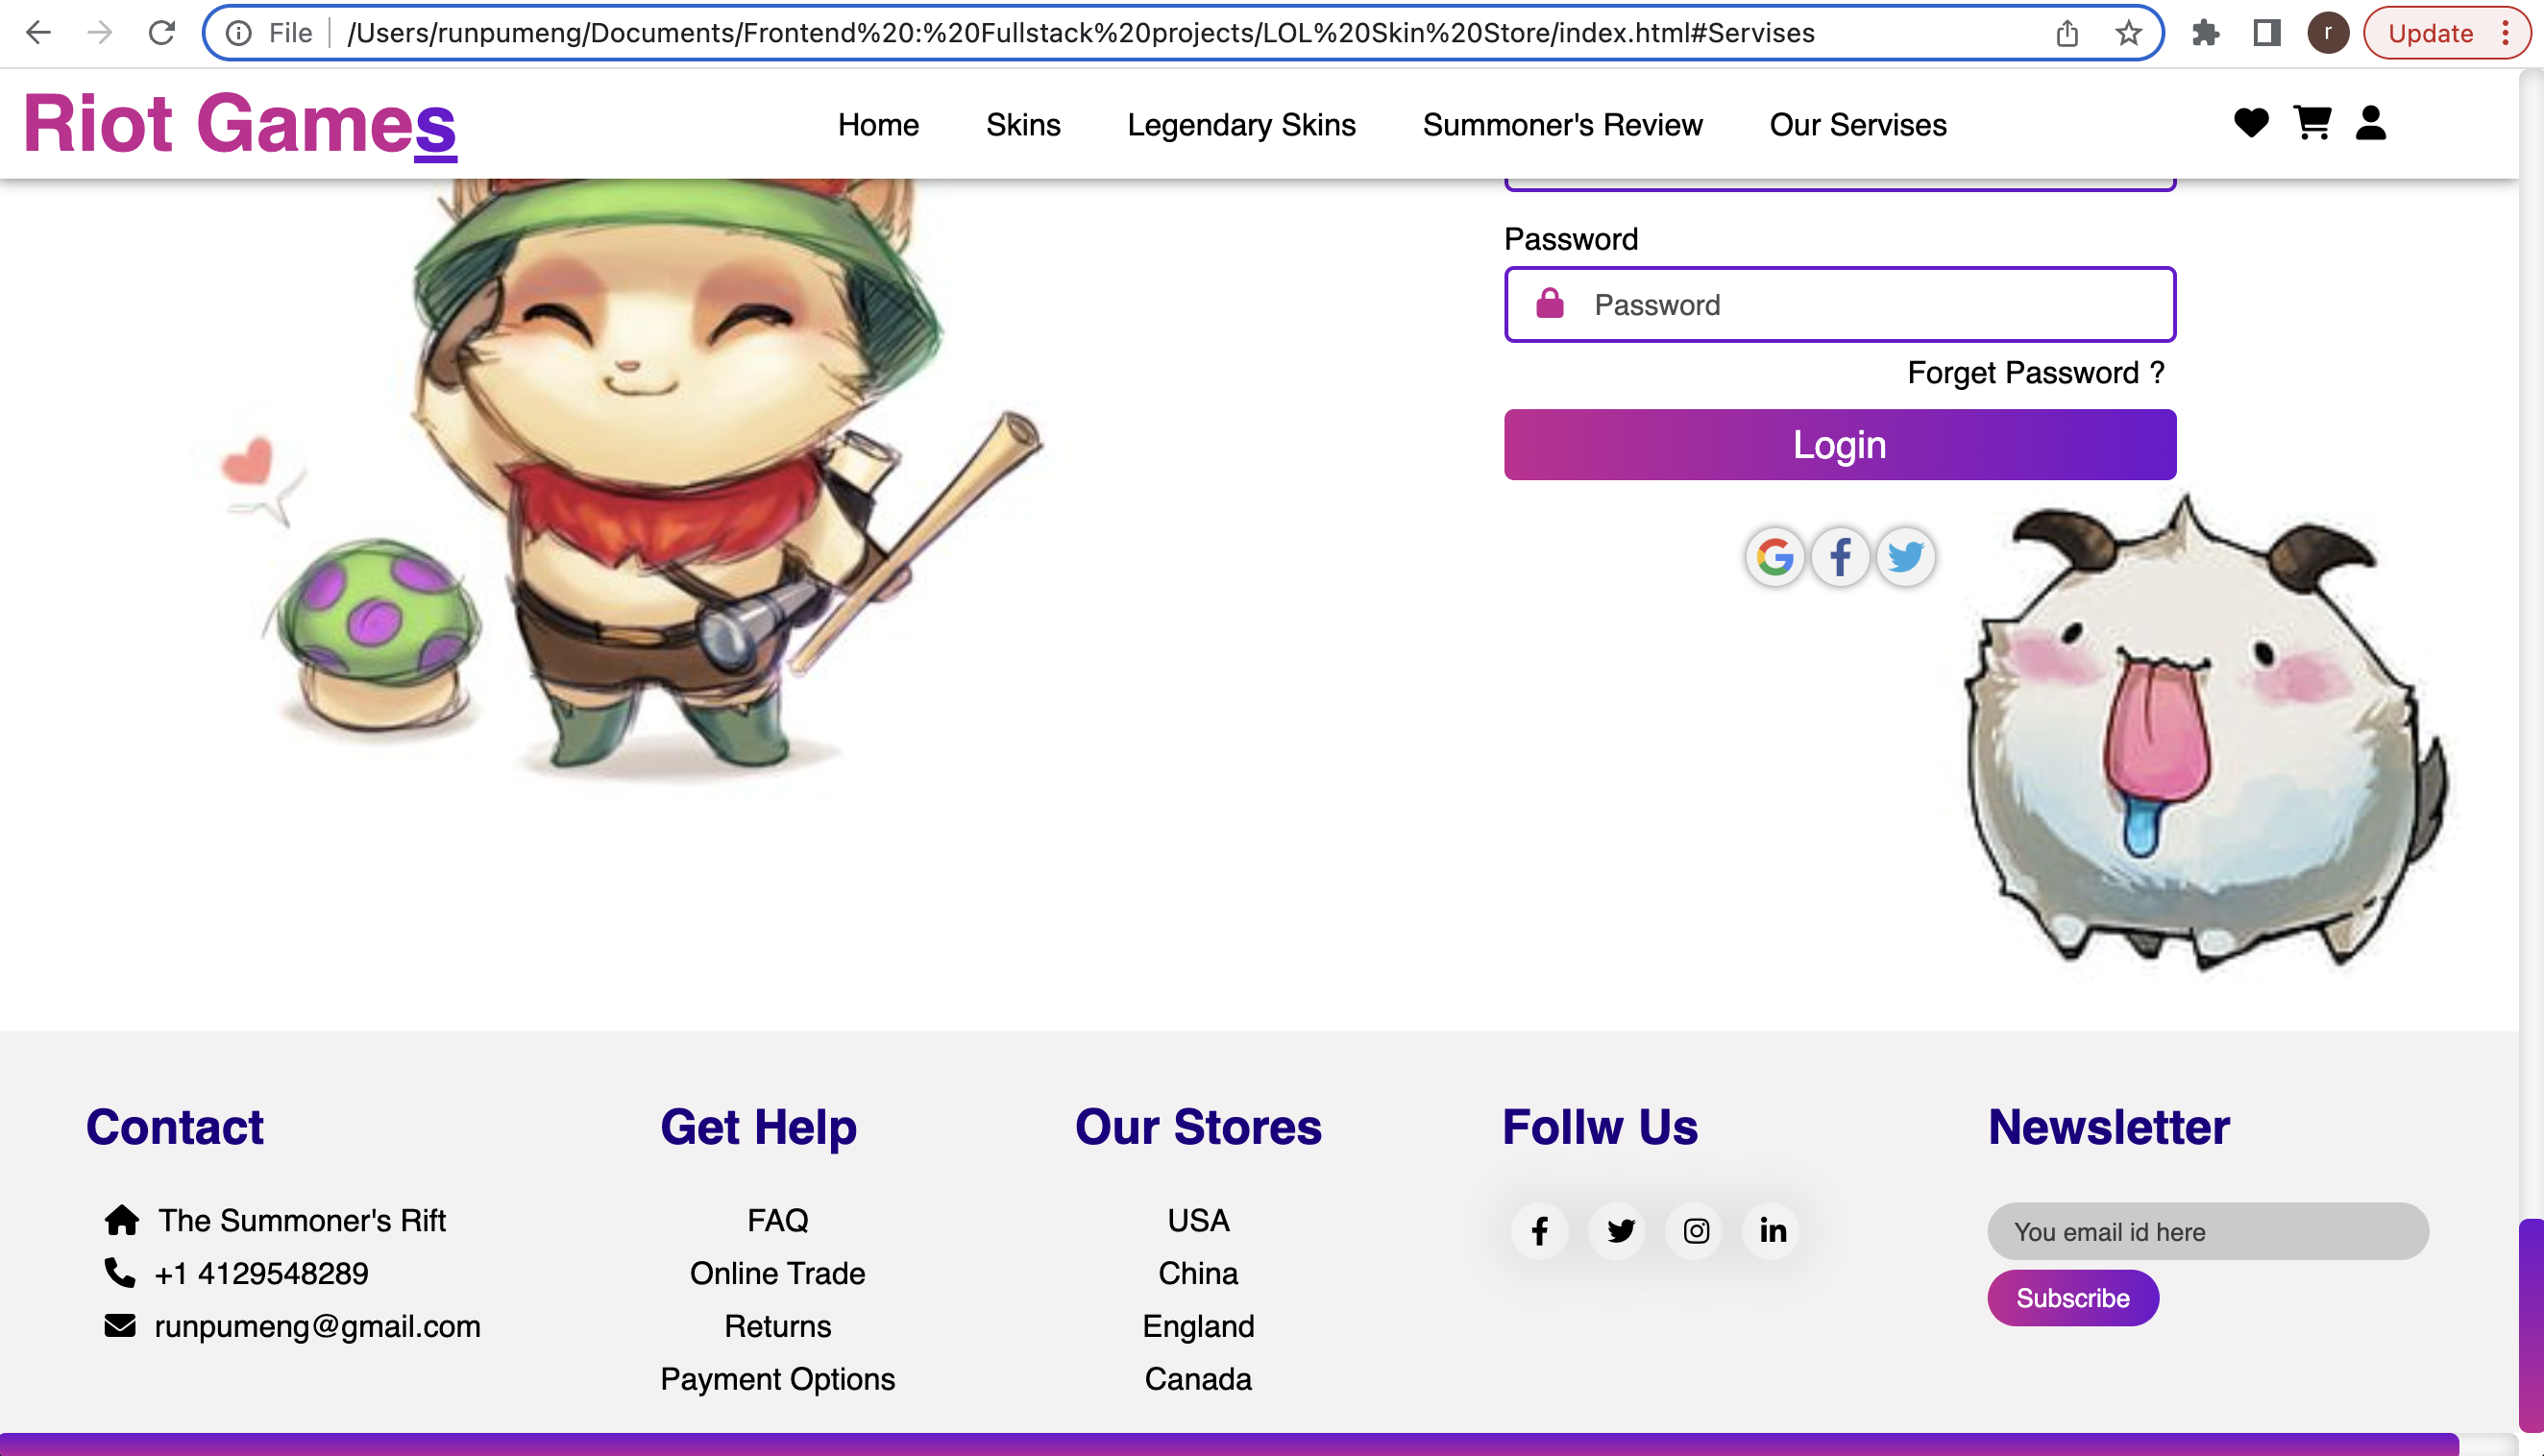 File /Users/runpumeng/Documents/Frontend%20:%20Fullstack%20projects/LOL%20Skin%20Store/index.html#Servises r Update
Riot Games Home Skins Legendary Skins Summoner's Review Our Servises
Password
Password
Forget Password ?
Login
Contact
The Summoner's Rift
+1 4129548289
runpumeng@gmail.com
Get Help
FAQ
Online Trade
Returns
Payment Options
Our Stores
USA
China
England
Canada
Follw Us
Newsletter
You email id here
Subscribe